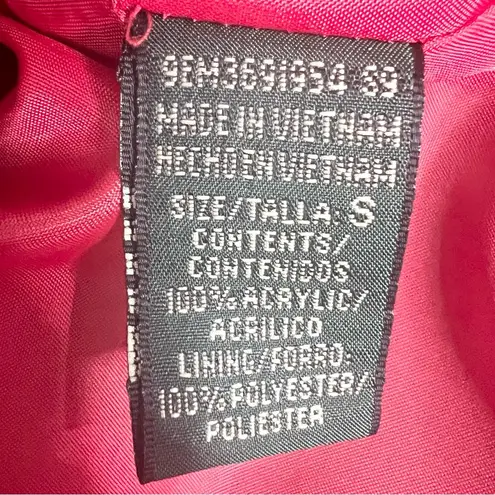 9EM3691954 S9
MADE IN VIETNAM
HECHO EN VIETNAM
SIZE/TALLA: S
CONTENTS/
CONTENIDOS
100% ACRYLIC/
ACRILICO
LINING/FORRO:
100% POLYESTER/
POLIESTER